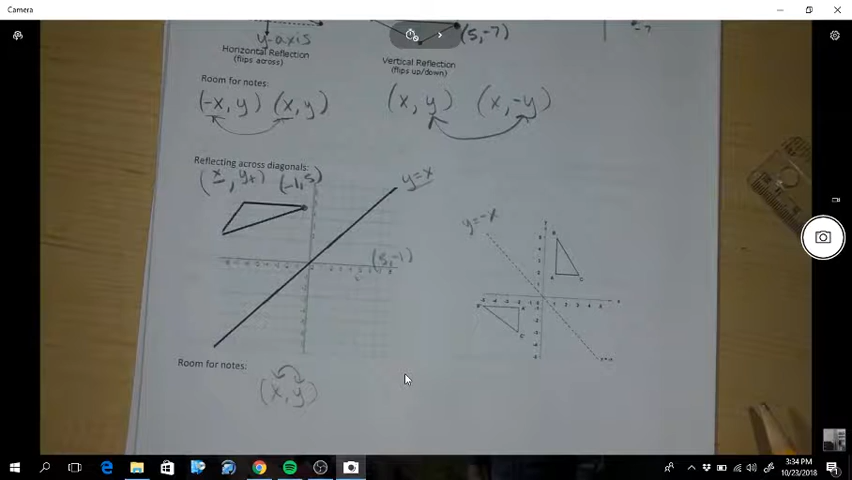 Camera
y-axis
(5,-7)
-7
Horizontal Reflection
(flips across)
Vertical Reflection
(flips up/down)
Room for notes:
(-x, y) (x, y)
(x, y) (x, -y)
Reflecting across diagonals:
(-1,5)
y=x
y=-x
(5,-1)
Room for notes:
(x, y)
3:34 PM
10/23/2018